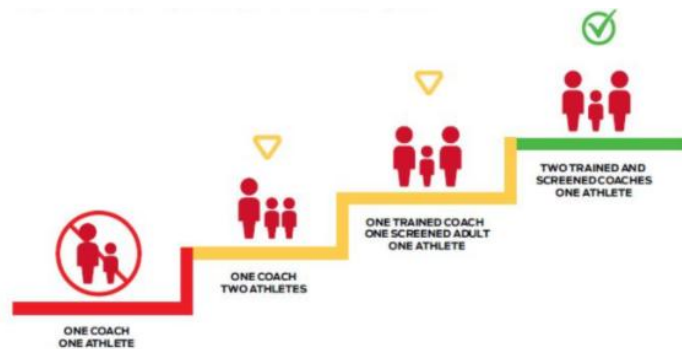 ONE COACH
ONE ATHLETE
ONE COACH
TWO ATHLETES
ONE TRAINED COACH
ONE SCREENED ADULT
ONE ATHLETE
TWO TRAINED AND
SCREENED COACHES
ONE ATHLETE